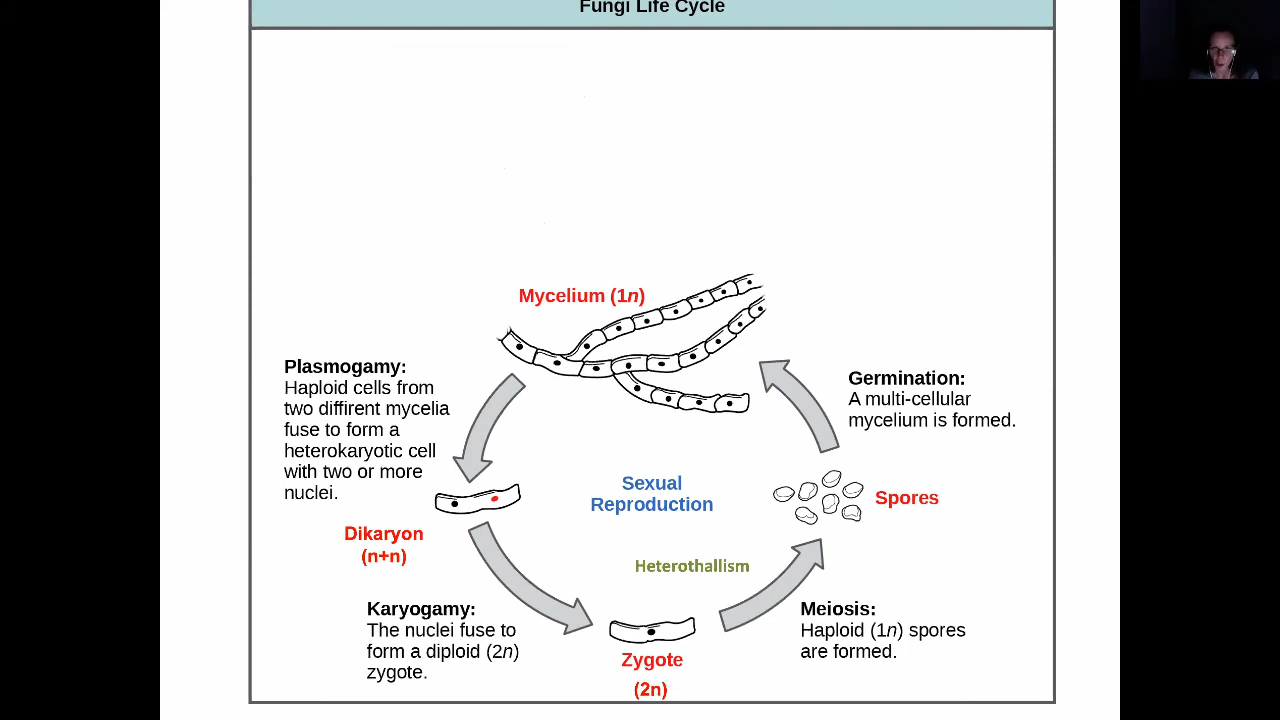 Fungi Life Cycle
Mycelium (1n)
Plasmogamy:
Haploid cells from
two diffirent mycelia
fuse to form a
heterokaryotic cell
with two or more
nuclei.
Germination:
A multi-cellular
mycelium is formed.
Sexual
Reproduction
Spores
Dikaryon
(n+n)
Heterothallism
Karyogamy:
The nuclei fuse to
form a diploid (2n)
zygote.
Meiosis:
Haploid (1n) spores
are formed.
Zygote
(2n)